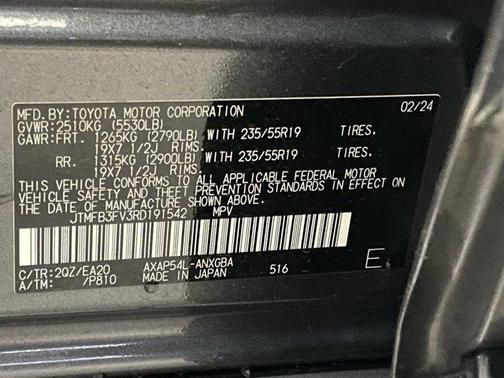 MFD.BY:TOYOTA MOTOR CORPORATION 02/24
GVWR:2510KG (5530LB)
GAWR:FRT. 1265KG (2790LB) WITH 235/55R19 TIRES.
19X7 1/2J RIMS.
RR. 1315KG (2900LB) WITH 235/55R19 TIRES.
19X7 1/2J RIMS.
THIS VEHICLE CONFORMS TO ALL APPLICABLE FEDERAL MOTOR
VEHICLE SAFETY AND THEFT PREVENTION STANDARDS IN EFFECT
ON THE DATE OF MANUFACTURE SHOWN ABOVE.
JTMFB3FV3RD191542 MPV
C/TR:2QZ/EA20 AXAP54L-ANXGBA
A/TM: /P810 MADE IN JAPAN 516 E